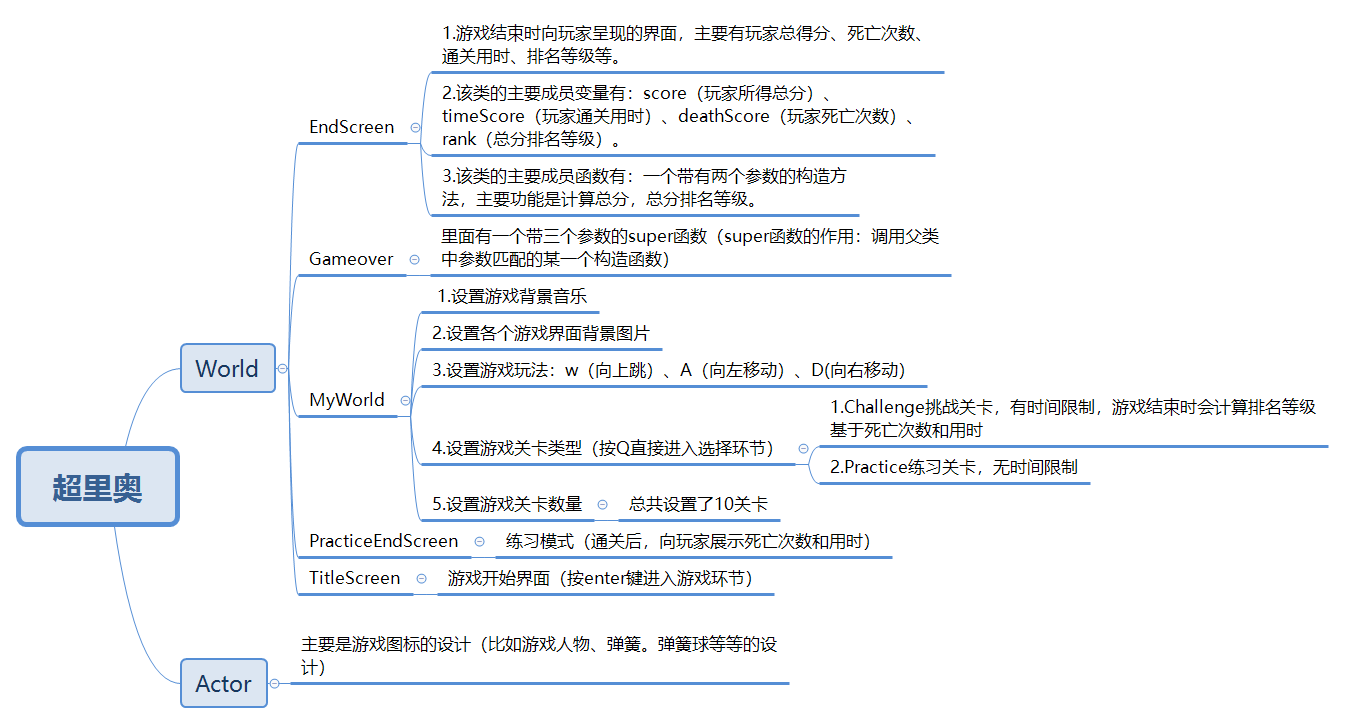 超里奥
World
EndScreen
1.游戏结束时向玩家呈现的界面，主要有玩家总得分、死亡次数、
通关用时、排名等级等。
2.该类的主要成员变量有：score（玩家所得总分）、
timeScore（玩家通关用时）、deathScore（玩家死亡次数）、
rank（总分排名等级）。
3.该类的主要成员函数有：一个带有两个参数的构造方
法，主要功能是计算总分，总分排名等级。
Gameover
里面有一个带三个参数的super函数（super函数的作用：调用父类
中参数匹配的某一个构造函数）
MyWorld
1.设置游戏背景音乐
2.设置各个游戏界面背景图片
3.设置游戏玩法：w（向上跳）、A（向左移动）、D(向右移动）
4.设置游戏关卡类型（按Q直接进入选择环节）
1.Challenge挑战关卡，有时间限制，游戏结束时会计算排名等级
基于死亡次数和用时
2.Practice练习关卡，无时间限制
5.设置游戏关卡数量
总共设置了10关卡
PracticeEndScreen
练习模式（通关后，向玩家展示死亡次数和用时）
TitleScreen
游戏开始界面（按enter键进入游戏环节）
Actor
主要是游戏图标的设计（比如游戏人物、弹簧。弹簧球等等的设
计）